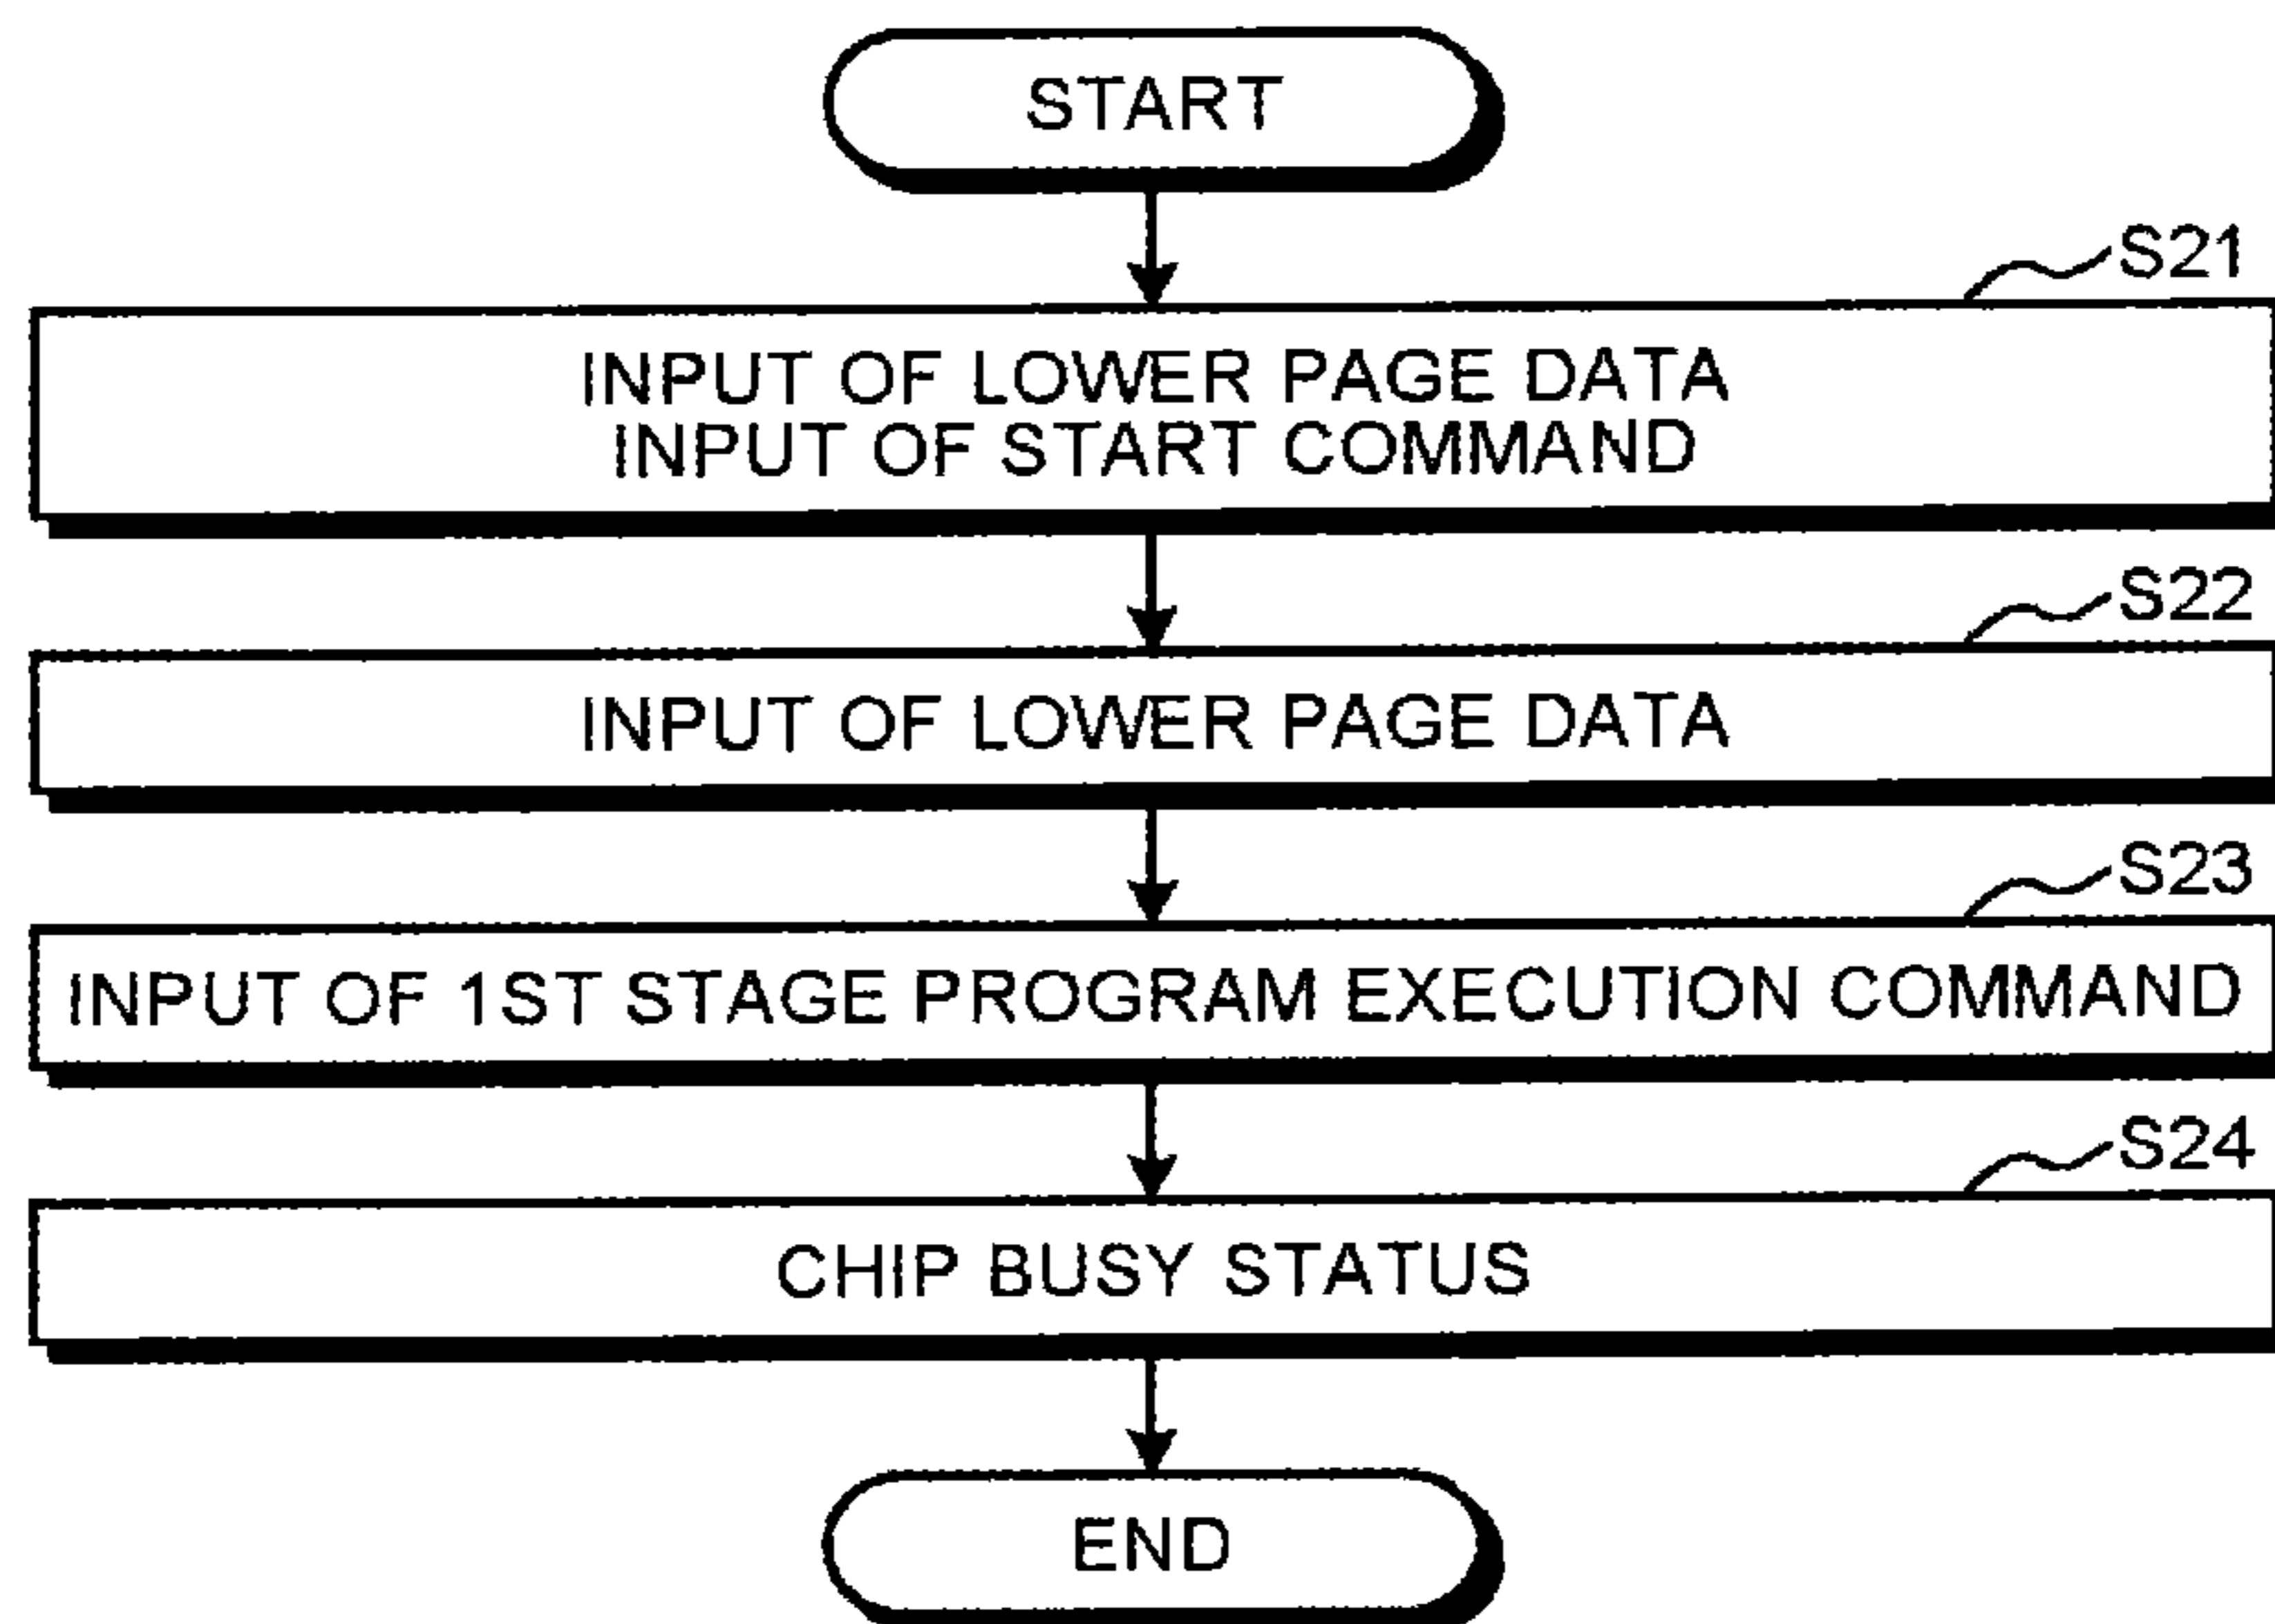 START
S21
INPUT OF LOWER PAGE DATA
INPUT OF START COMMAND
S22
INPUT OF LOWER PAGE DATA
S23
INPUT OF 1ST STAGE PROGRAM EXECUTION COMMAND
S24
CHIP BUSY STATUS
END